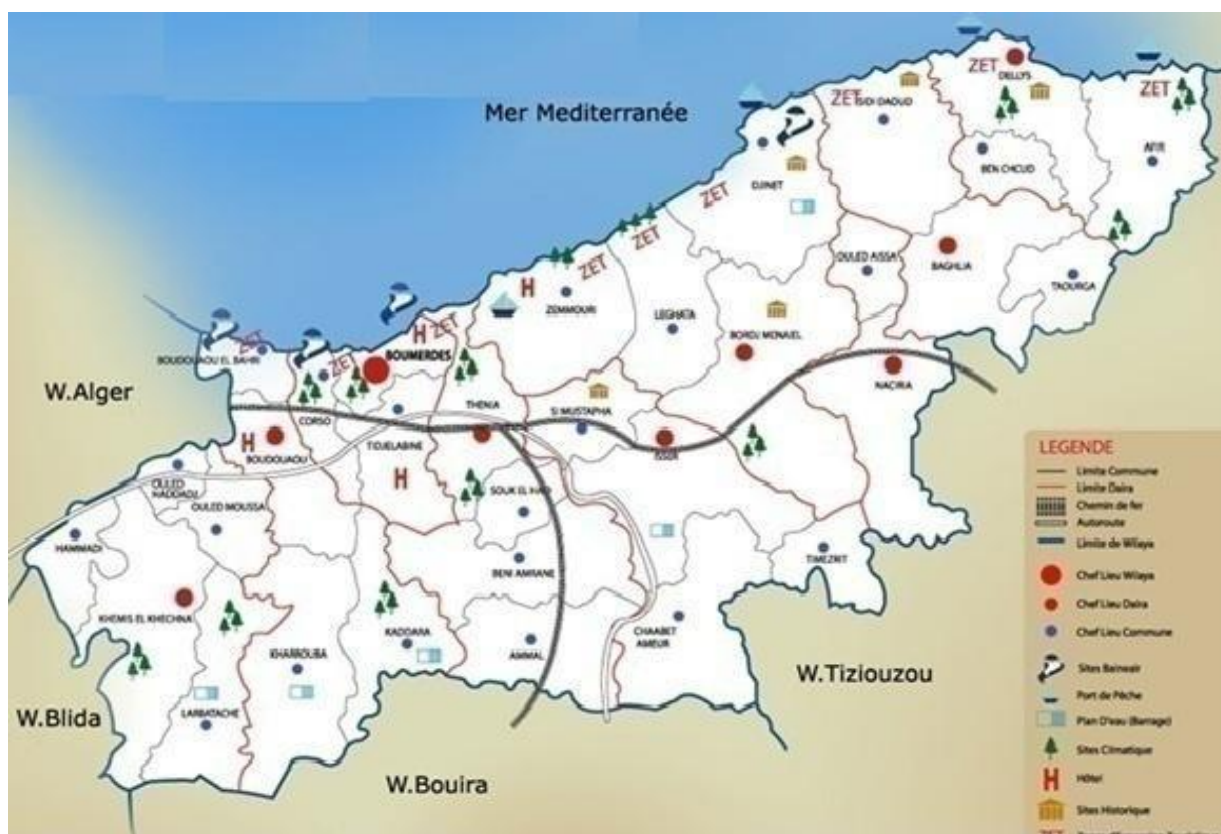 Mer Mediterranée
ZET
DELLYS
ZET
ZET
SIDI DAOUD
AFIR
BEN CHOUD
DJINET
ZET
OULED AISSA
BAGHLIA
TAOURGA
ZET
ZET
H
ZEMMOURI
LEGHATA
BORDJ MENAIEL
ZET
BOUDOUAOU EL BAHRI
H
ZET
BOUMERDES
ZET
NACIRIA
W.Alger
THENIA
SI MUSTAPHA
CORSO
TIDJELABINE
H
BOUDOUAOU
ISSER
H
OULED
HADDADJ
OULED MOUSSA
SOUK EL HAD
HAMMADI
TIMEZRIT
BENI AMRANE
KHEMIS EL KHECHNA
KADDARA
CHAABET
AMEUR
KHARROUBA
AMMAL
W.Tiziouzou
W.Blida
LARBATACHE
W.Bouira
LEGENDE
Limite Commune
Limite Daira
Chemin de fer
Autoroute
Limite de Wilaya
Chef Lieu Wilaya
Chef Lieu Daira
Chef Lieu Commune
Sites Balneair
Port de Pêche
Plan D'eau (Barrage)
Sites Climatique
H Hôtel
Sites Historique
ZET